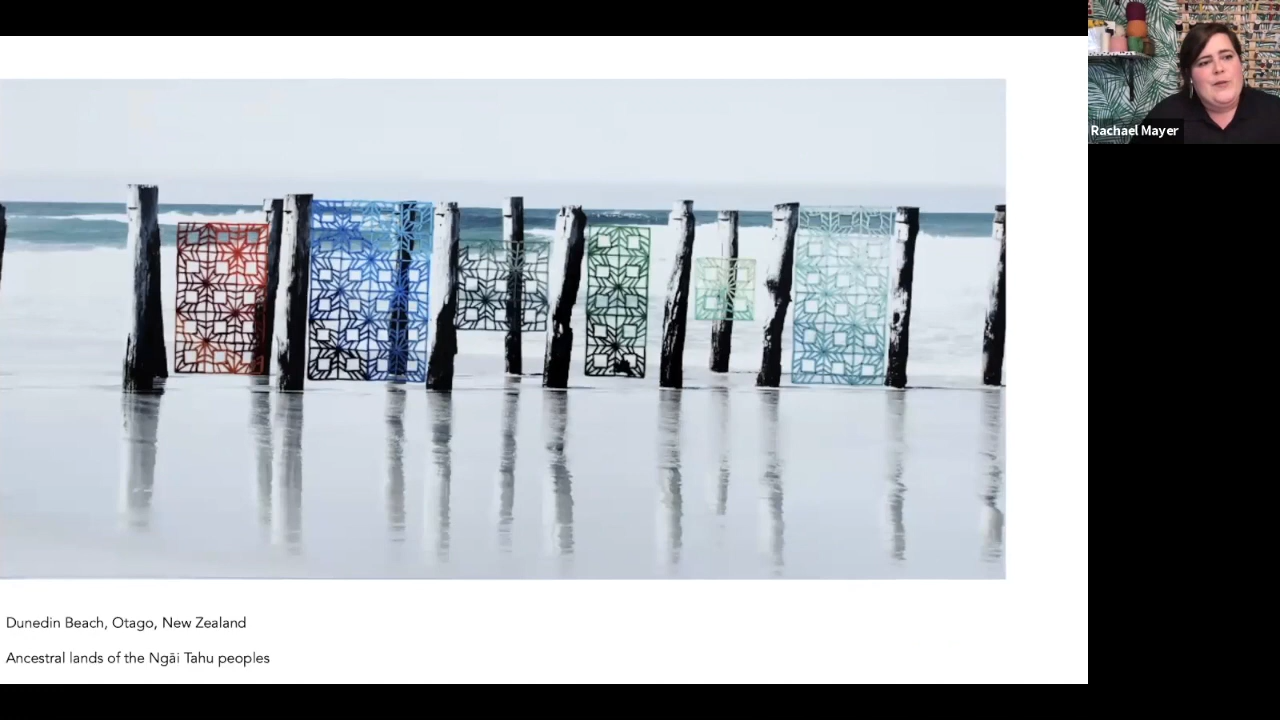 Rachael Mayer
Dunedin Beach, Otago, New Zealand
Ancestral lands of the Ngāi Tahu peoples